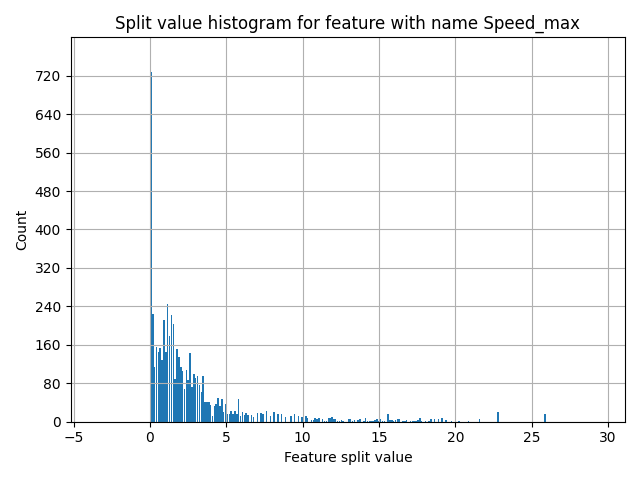 Split value histogram for feature with name Speed_max
720
640
560
480
400
320
240
160
80
0
Count
−5 0 5 10 15 20 25 30
Feature split value